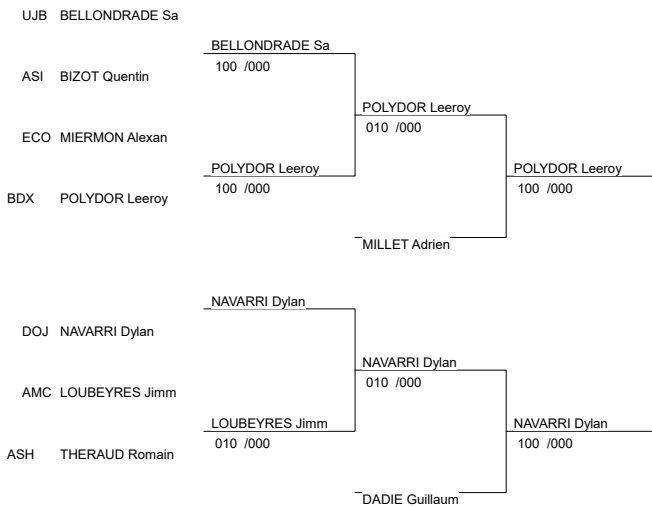 UJB BELLONDRADE Sa
BELLONDRADE Sa
100 /000
ASI BIZOT Quentin
POLYDOR Leeroy
010 /000
ECO MIERMON Alexan
POLYDOR Leeroy
100 /000
POLYDOR Leeroy
100 /000
BDX POLYDOR Leeroy
MILLET Adrien
NAVARRI Dylan
DOJ NAVARRI Dylan
NAVARRI Dylan
010 /000
AMC LOUBEYRES Jimm
LOUBEYRES Jimm
010 /000
NAVARRI Dylan
100 /000
ASH THERAUD Romain
DADIE Guillaum